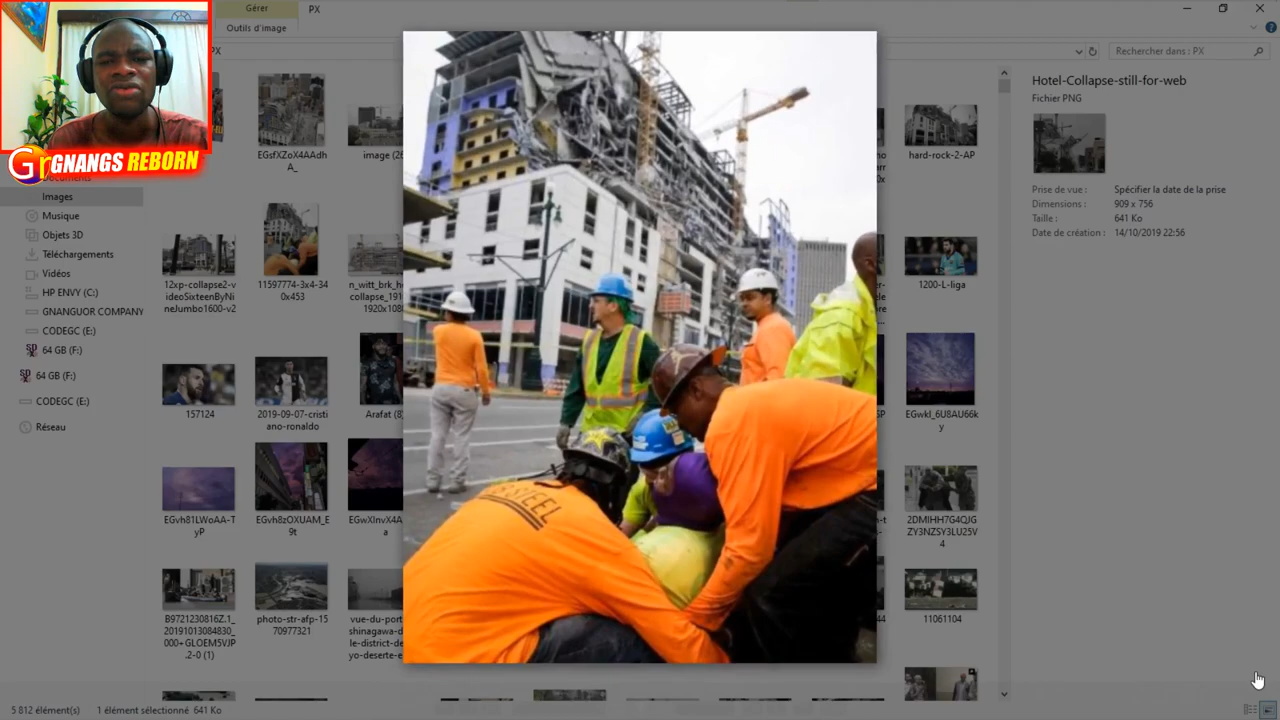 Gérer
PX
Outils d'image
PX
Rechercher dans : PX
Gr GNANGS REBORN
Documents
Images
Musique
Objets 3D
Téléchargements
Vidéos
HP ENVY (C:)
GNANGUOR COMPANY
CODEGC (E:)
64 GB (F:)
64 GB (F:)
CODEGC (E:)
Réseau
EGsfXZoX4AAdh
A_
image (26
hard-rock-2-AP
12xp-collapse2-v
ideoSixteenByNi
neJumbo1600-v2
11597774-3x4-34
0x453
n_witt_brk_h
collapse_191
1920x1080
1200-L-liga
157124
2019-09-07-cristi
ano-ronaldo
Arafat (8)
EGwkl_6U8AU66k
y
EGvh81LWoAA-T
yP
EGvh8zOXUAM_E
9t
EGwXInvX4A
a
2DMIHH7G4QJG
ZY3NZSY3LU25V
4
B9721230816Z.1_
20191013084830_
000+GLOEM5VJP
.2-0 (1)
photo-str-afp-15
70977321
vue-du-port
shinagawa-d
le-district-de
yo-deserte-e
11061104
STEEL
Hotel-Collapse-still-for-web
Fichier PNG
Prise de vue : Spécifier la date de la prise
Dimensions : 909 x 756
Taille : 641 Ko
Date de création : 14/10/2019 22:56
5 812 élément(s) 1 élément sélectionné 641 Ko